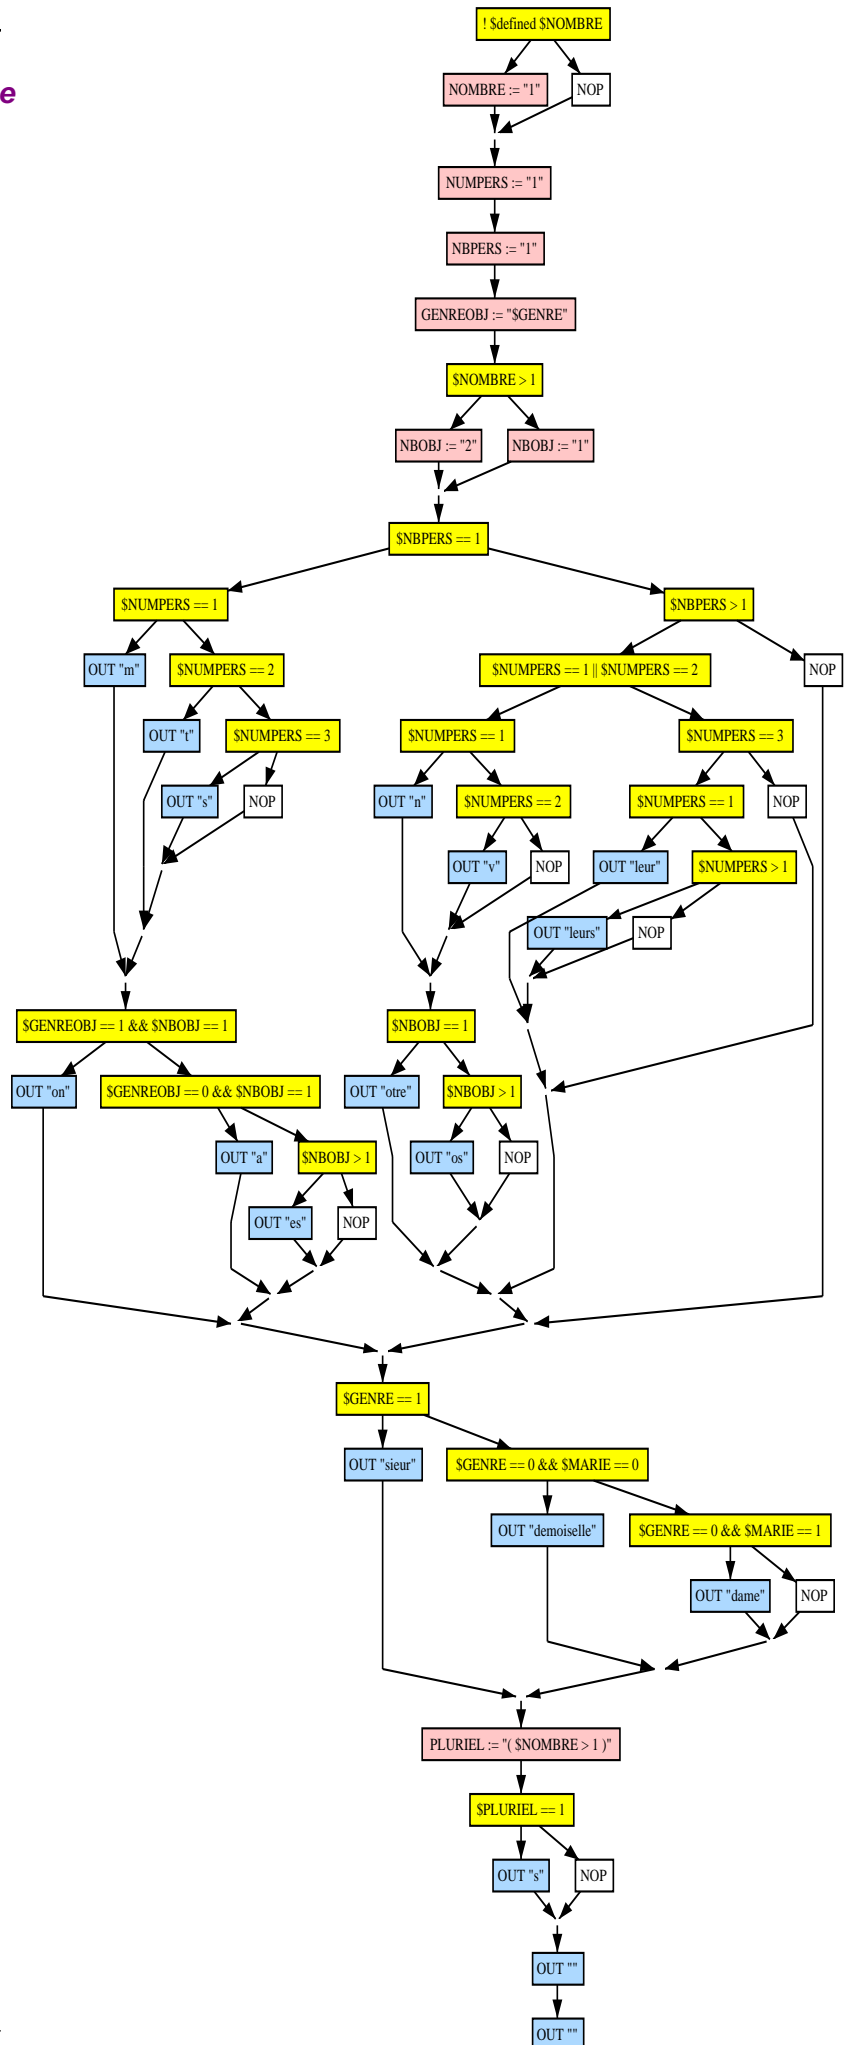 ! $defined $NOMBRE
e
NOMBRE := "1" NOP
NUMPERS := "1"
NBPERS := "1"
GENREOBJ := "$GENRE"
$NOMBRE > 1
NBOBJ := "2" NBOBJ := "1"
$NBPERS == 1
$NUMPERS == 1 $NBPERS > 1
OUT "m" $NUMPERS == 2 $NUMPERS == 1 || $NUMPERS == 2 NOP
OUT "t" $NUMPERS == 3 $NUMPERS == 1 $NUMPERS == 3
OUT "s" NOP OUT "n" $NUMPERS == 2 $NUMPERS == 1 NOP
OUT "v" NOP OUT "leur" $NUMPERS > 1
OUT "leurs" NOP
$GENREOBJ == 1 && $NBOBJ == 1 $NBOBJ == 1
OUT "on" $GENREOBJ == 0 && $NBOBJ == 1 OUT "otre" $NBOBJ > 1
OUT "a" $NBOBJ > 1 OUT "os" NOP
OUT "es" NOP
$GENRE == 1
OUT "sieur" $GENRE == 0 && $MARIE == 0
OUT "demoiselle" $GENRE == 0 && $MARIE == 1
OUT "dame" NOP
PLURIEL := "( $NOMBRE > 1 )"
$PLURIEL == 1
OUT "s" NOP
OUT ""
OUT ""